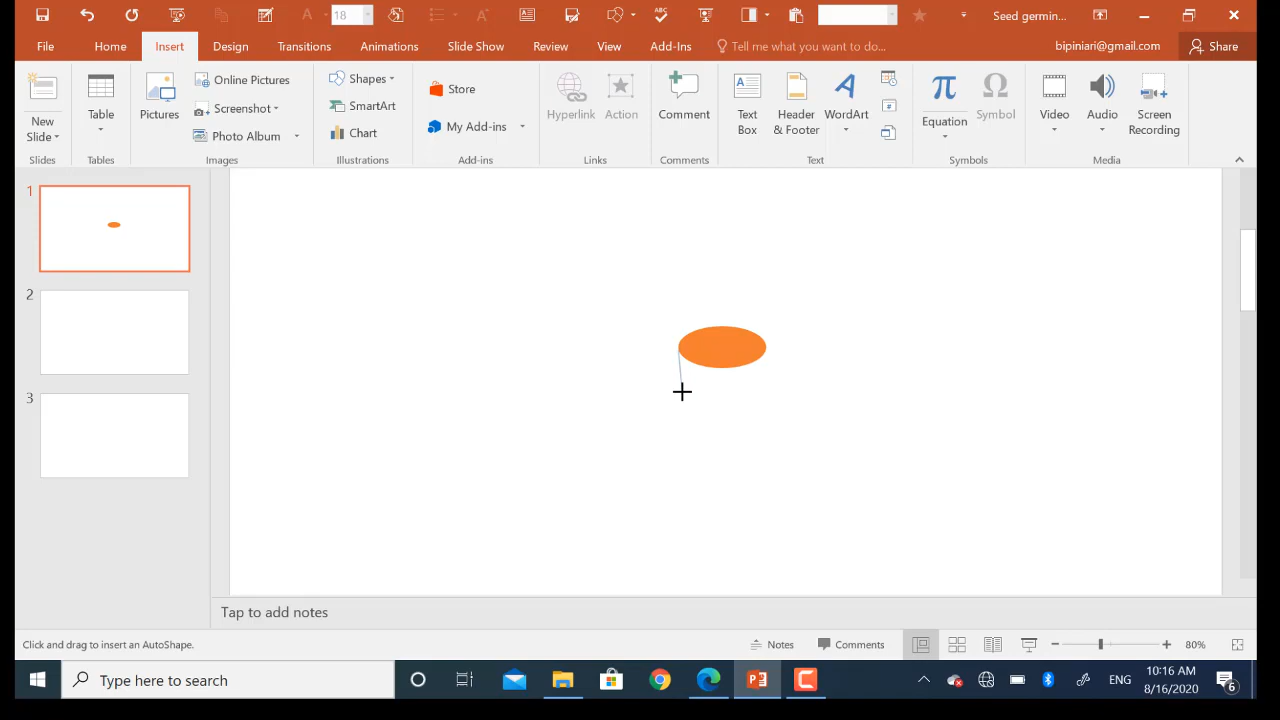 18
Seed germin...
File
Home
Insert
Design
Transitions
Animations
Slide Show
Review
View
Add-Ins
Tell me what you want to do...
bipiniari@gmail.com
Share
New Slide
Table
Pictures
Online Pictures
Screenshot
Photo Album
Shapes
SmartArt
Chart
Store
My Add-ins
Hyperlink
Action
Comment
Text Box
Header & Footer
WordArt
Equation
Symbol
Video
Audio
Screen Recording
Slides
Tables
Images
Illustrations
Add-ins
Links
Comments
Text
Symbols
Media
1
2
3
Tap to add notes
Click and drag to insert an AutoShape.
Notes
Comments
80%
Type here to search
ENG
10:16 AM
8/16/2020
6